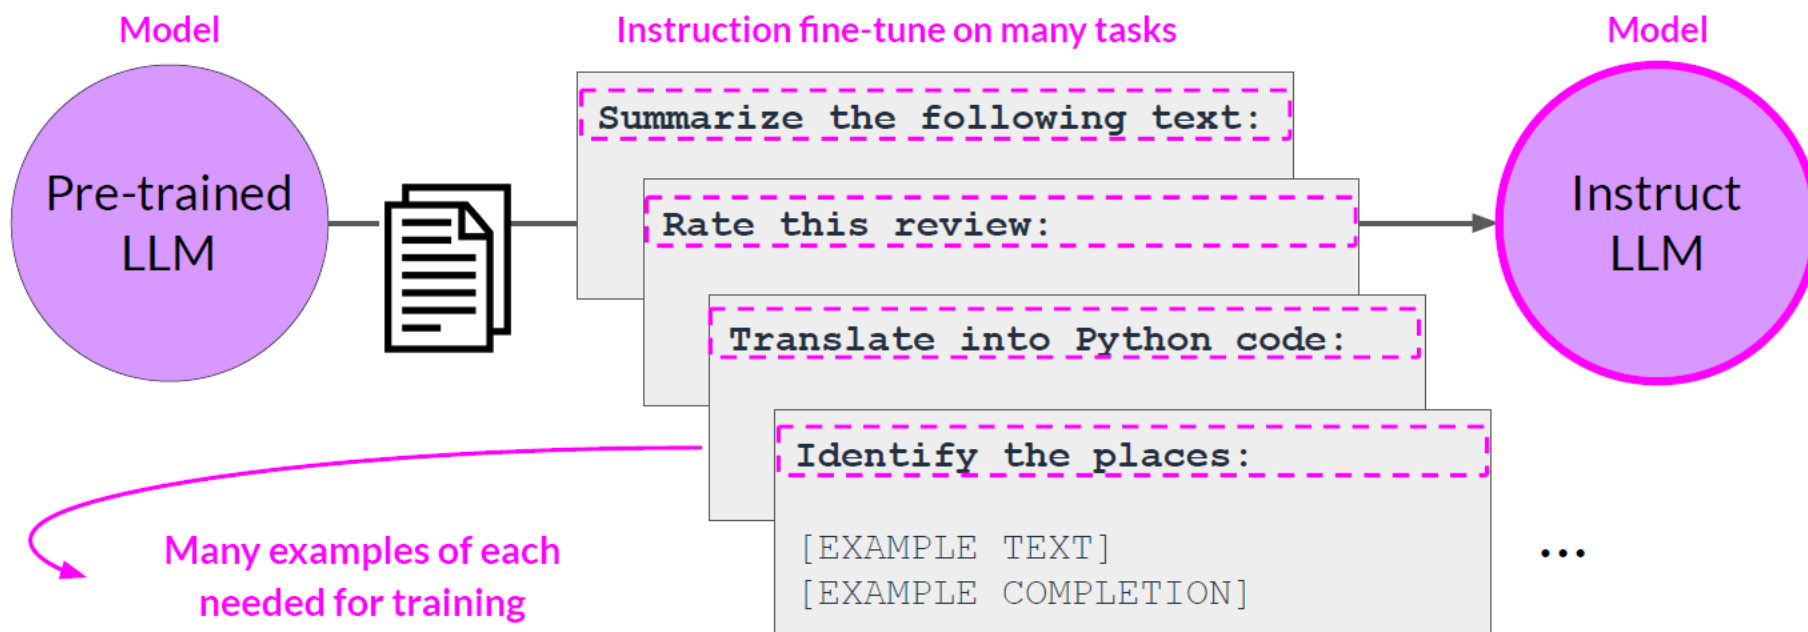 Model
Instruction fine-tune on many tasks
Model
Pre-trained
LLM
Summarize the following text:
Rate this review:
Translate into Python code:
Identify the places:
[EXAMPLE TEXT]
[EXAMPLE COMPLETION]
...
Instruct
LLM
Many examples of each
needed for training